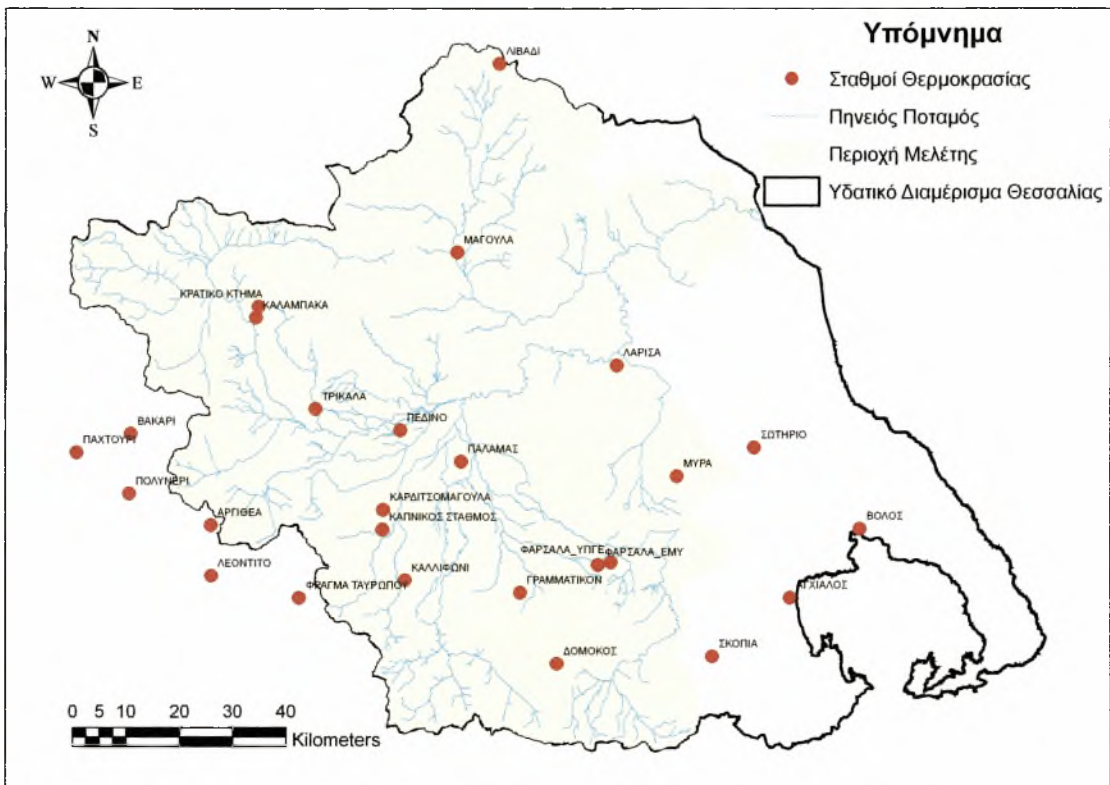 N
W E
S
Υπόμνημα
Σταθμοί Θερμοκρασίας
Πηνειός Ποταμός
Περιοχή Μελέτης
Υδατικό Διαμέρισμα Θεσσαλίας
ΛΙΒΑΔΙ
ΜΑΓΟΥΛΑ
ΚΡΑΤΙΚΟ ΚΤΗΜΑ
ΚΑΛΑΜΠΑΚΑ
ΛΑΡΙΣΑ
ΤΡΙΚΑΛΑ
ΠΕΔΙΝΟ
ΒΑΚΑΡΙ
ΠΑΧΤΟΥΡΙ
ΣΩΤΗΡΙΟ
ΠΑΛΑΜΑΣ
ΜΥΡΑ
ΠΟΛΥΝΕΡΙ
ΚΑΡΔΙΤΣΟΜΑΓΟΥΛΑ
ΑΡΓΙΘΕΑ
ΚΑΠΝΙΚΟΣ ΣΤΑΘΜΟΣ
ΒΟΛΟΣ
ΦΑΡΣΑΛΑ_ΥΠΓΕ
ΦΑΡΣΑΛΑ_ΕΜΥ
ΛΕΟΝΤΙΤΟ
ΚΑΛΛΙΦΩΝΙ
ΦΡΑΓΜΑ ΤΑΥΡΩΠΟΥ
ΓΡΑΜΜΑΤΙΚΟΝ
ΑΓΧΙΑΛΟΣ
ΔΟΜΟΚΟΣ
ΣΚΟΠΙΑ
0 5 10 20 30 40
Kilometers